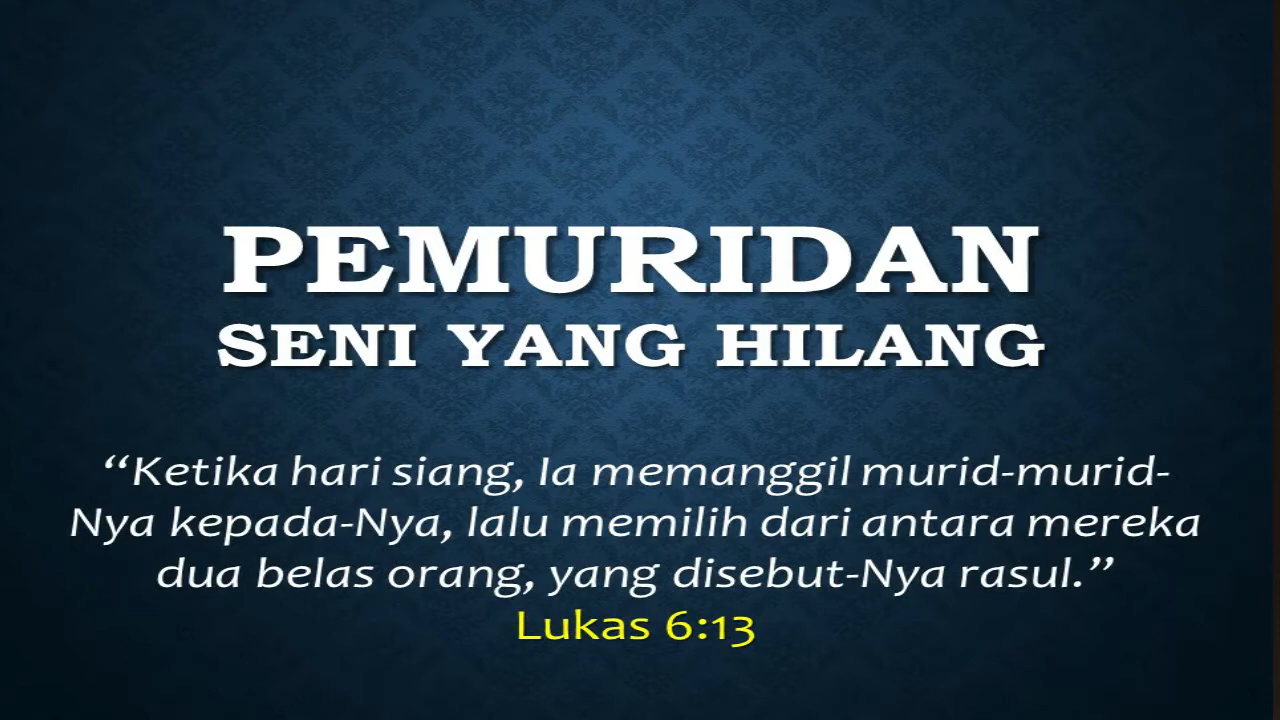 PEMURIDAN
SENI YANG HILANG
“Ketika hari siang, Ia memanggil murid-murid-
Nya kepada-Nya, lalu memilih dari antara mereka
dua belas orang, yang disebut-Nya rasul.”
Lukas 6:13